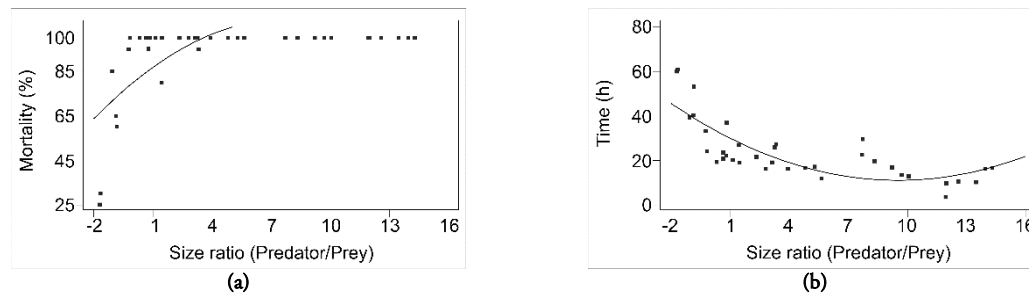 100
85
65
45
25
Mortality (%)
-2 1 4 7 10 14 16
Size ratio (Predator/Prey)
(a)
80
60
40
20
0
Time (h)
-2 1 4 7 10 13 16
Size ratio (Predator/Prey)
(b)